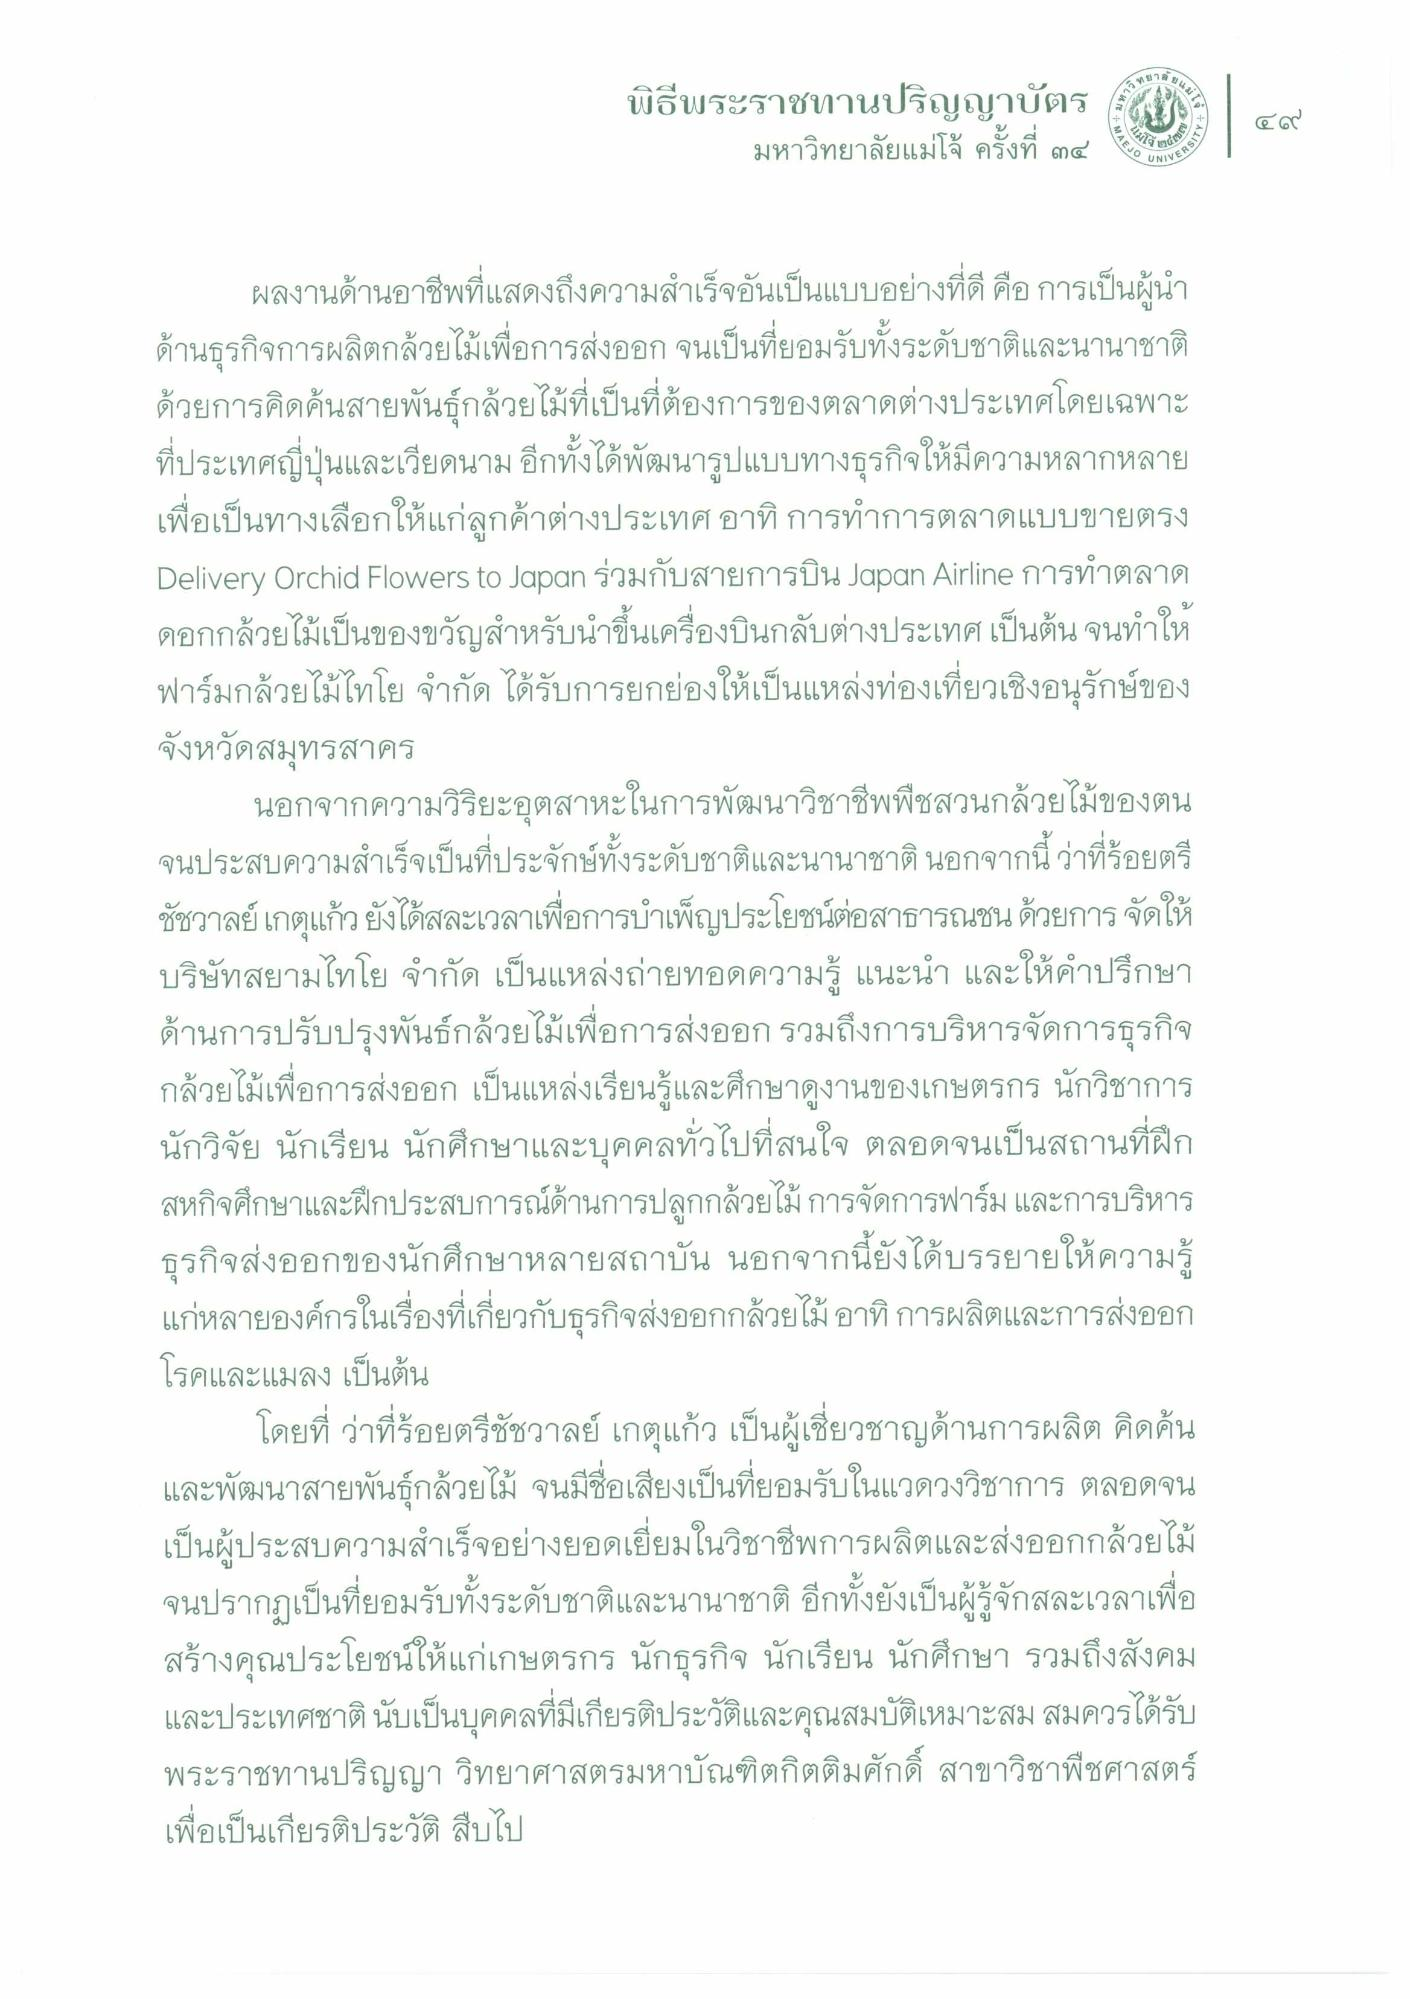 พิธีพระราชทานปริญญาบัตร
มหาวิทยาลัยแม่โจ้ ครั้งที่ ๓๔
มหาวิทยาลัยแม่โจ้
แม่โจ้ ๒๔๗๗
MAEJO UNIVERSITY
๔๙
ผลงานด้านอาชีพที่แสดงถึงความสำเร็จอันเป็นแบบอย่างที่ดี คือ การเป็นผู้นำ
ด้านธุรกิจการผลิตกล้วยไม้เพื่อการส่งออก จนเป็นที่ยอมรับทั้งระดับชาติและนานาชาติ
ด้วยการคิดค้นสายพันธุ์กล้วยไม้ที่เป็นที่ต้องการของตลาดต่างประเทศโดยเฉพาะ
ที่ประเทศญี่ปุ่นและเวียดนาม อีกทั้งได้พัฒนารูปแบบทางธุรกิจให้มีความหลากหลาย
เพื่อเป็นทางเลือกให้แก่ลูกค้าต่างประเทศ อาทิ การทำการตลาดแบบขายตรง
Delivery Orchid Flowers to Japan ร่วมกับสายการบิน Japan Airline การทำตลาด
ดอกกล้วยไม้เป็นของขวัญสำหรับนำขึ้นเครื่องบินกลับต่างประเทศ เป็นต้น จนทำให้
ฟาร์มกล้วยไม้ไทโย จำกัด ได้รับการยกย่องให้เป็นแหล่งท่องเที่ยวเชิงอนุรักษ์ของ
จังหวัดสมุทรสาคร
นอกจากความวิริยะอุตสาหะในการพัฒนาวิชาชีพพืชสวนกล้วยไม้ของตน
จนประสบความสำเร็จเป็นที่ประจักษ์ทั้งระดับชาติและนานาชาติ นอกจากนี้ ว่าที่ร้อยตรี
ชัชวาลย์ เกตุแก้ว ยังได้สละเวลาเพื่อการบำเพ็ญประโยชน์ต่อสาธารณชน ด้วยการ จัดให้
บริษัทสยามไทโย จำกัด เป็นแหล่งถ่ายทอดความรู้ แนะนำ และให้คำปรึกษา
ด้านการปรับปรุงพันธ์กล้วยไม้เพื่อการส่งออก รวมถึงการบริหารจัดการธุรกิจ
กล้วยไม้เพื่อการส่งออก เป็นแหล่งเรียนรู้และศึกษาดูงานของเกษตรกร นักวิชาการ
นักวิจัย นักเรียน นักศึกษาและบุคคลทั่วไปที่สนใจ ตลอดจนเป็นสถานที่ฝึก
สหกิจศึกษาและฝึกประสบการณ์ด้านการปลูกกล้วยไม้ การจัดการฟาร์ม และการบริหาร
ธุรกิจส่งออกของนักศึกษาหลายสถาบัน นอกจากนี้ยังได้บรรยายให้ความรู้
แก่หลายองค์กรในเรื่องที่เกี่ยวกับธุรกิจส่งออกกล้วยไม้ อาทิ การผลิตและการส่งออก
โรคและแมลง เป็นต้น
โดยที่ ว่าที่ร้อยตรีชัชวาลย์ เกตุแก้ว เป็นผู้เชี่ยวชาญด้านการผลิต คิดค้น
และพัฒนาสายพันธุ์กล้วยไม้ จนมีชื่อเสียงเป็นที่ยอมรับในแวดวงวิชาการ ตลอดจน
เป็นผู้ประสบความสำเร็จอย่างยอดเยี่ยมในวิชาชีพการผลิตและส่งออกกล้วยไม้
จนปรากฏเป็นที่ยอมรับทั้งระดับชาติและนานาชาติ อีกทั้งยังเป็นผู้รู้จักสละเวลาเพื่อ
สร้างคุณประโยชน์ให้แก่เกษตรกร นักธุรกิจ นักเรียน นักศึกษา รวมถึงสังคม
และประเทศชาติ นับเป็นบุคคลที่มีเกียรติประวัติและคุณสมบัติเหมาะสม สมควรได้รับ
พระราชทานปริญญา วิทยาศาสตรมหาบัณฑิตกิตติมศักดิ์ สาขาวิชาพืชศาสตร์
เพื่อเป็นเกียรติประวัติ สืบไป